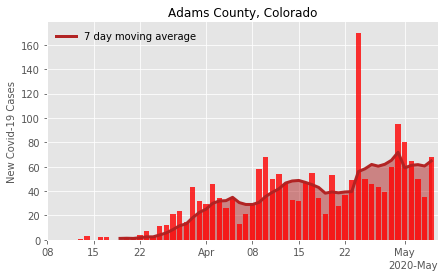 Adams County, Colorado
7 day moving average
New Covid-19 Cases
160
140
120
100
80
60
40
20
0
08 15 22 Apr 08 15 22 May
2020-May